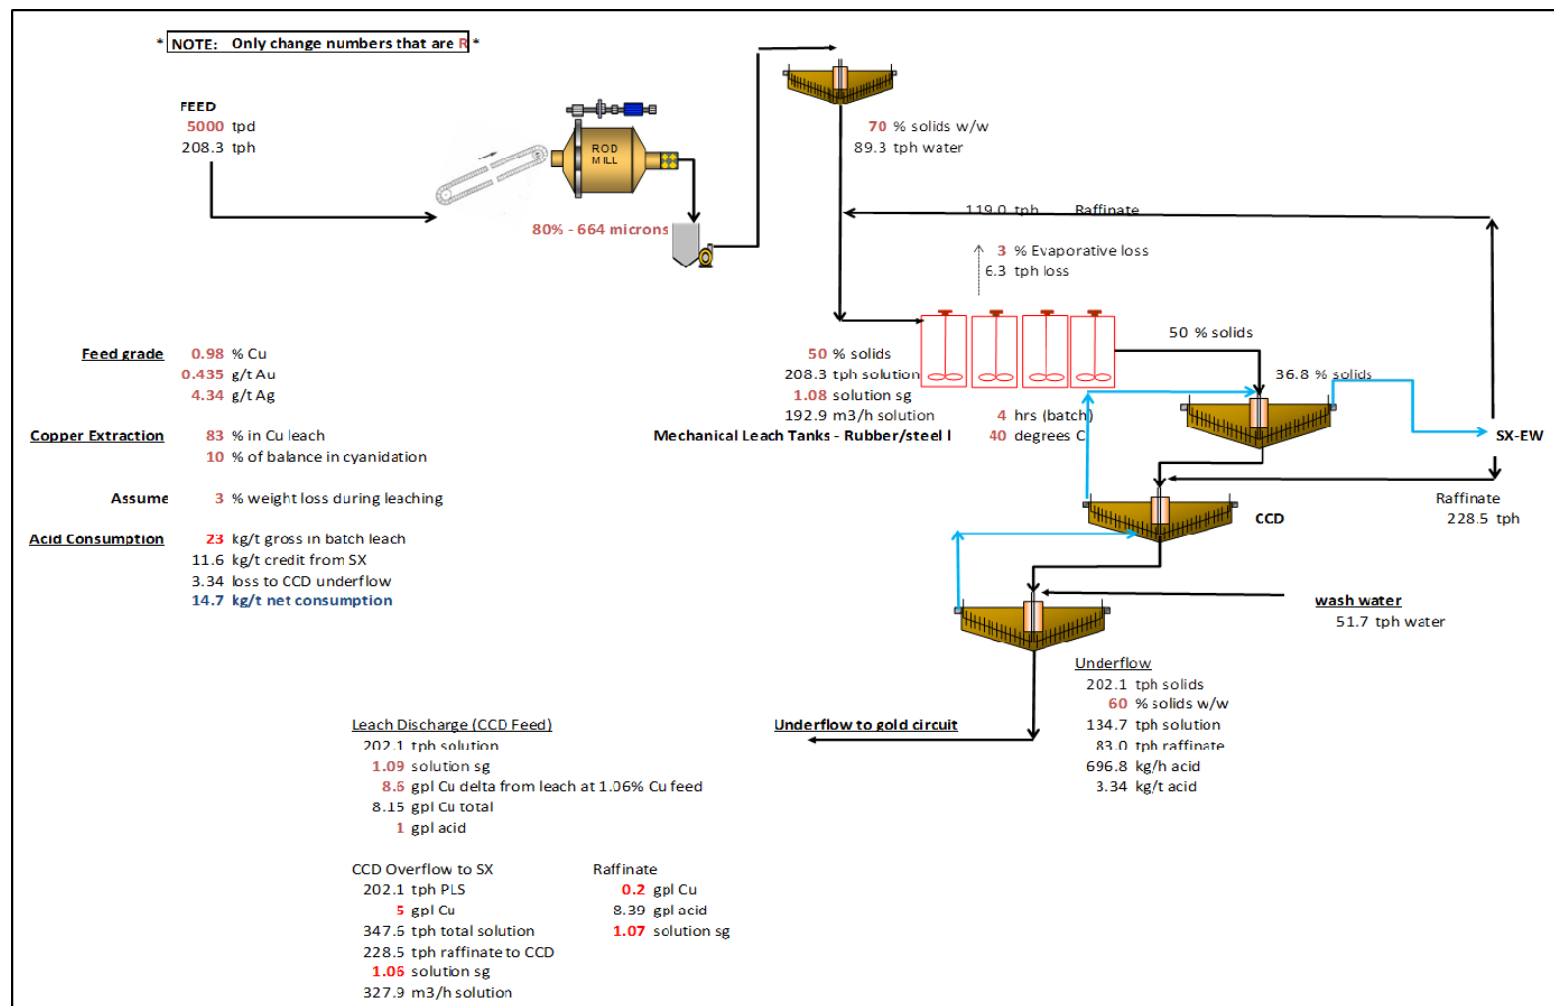 * NOTE: Only change numbers that are R *
FEED
5000 tpd
208.3 tph
ROD
MILL
80% - 664 microns
70 % solids w/w
89.3 tph water
119.0 tph Raffinate
3 % Evaporative loss
6.3 tph loss
50 % solids
36.8 % solids
50 % solids
208.3 tph solution
1.08 solution sg
192.9 m3/h solution
4 hrs (batch)
Mechanical Leach Tanks - Rubber/steel l
40 degrees C
SX-EW
Raffinate
228.5 tph
CCD
wash water
51.7 tph water
Feed grade 0.98 % Cu
0.435 g/t Au
4.34 g/t Ag
Copper Extraction 83 % in Cu leach
10 % of balance in cyanidation
Assume 3 % weight loss during leaching
Acid Consumption 23 kg/t gross in batch leach
11.6 kg/t credit from SX
3.34 loss to CCD underflow
14.7 kg/t net consumption
Underflow
202.1 tph solids
60 % solids w/w
134.7 tph solution
83.0 tph raffinate
696.8 kg/h acid
3.34 kg/t acid
Underflow to gold circuit
Leach Discharge (CCD Feed)
202.1 tph solution
1.09 solution sg
8.6 gpl Cu delta from leach at 1.06% Cu feed
8.15 gpl Cu total
1 gpl acid
CCD Overflow to SX
202.1 tph PLS
5 gpl Cu
347.6 tph total solution
228.5 tph raffinate to CCD
1.06 solution sg
327.9 m3/h solution
Raffinate
0.2 gpl Cu
8.39 gpl acid
1.07 solution sg